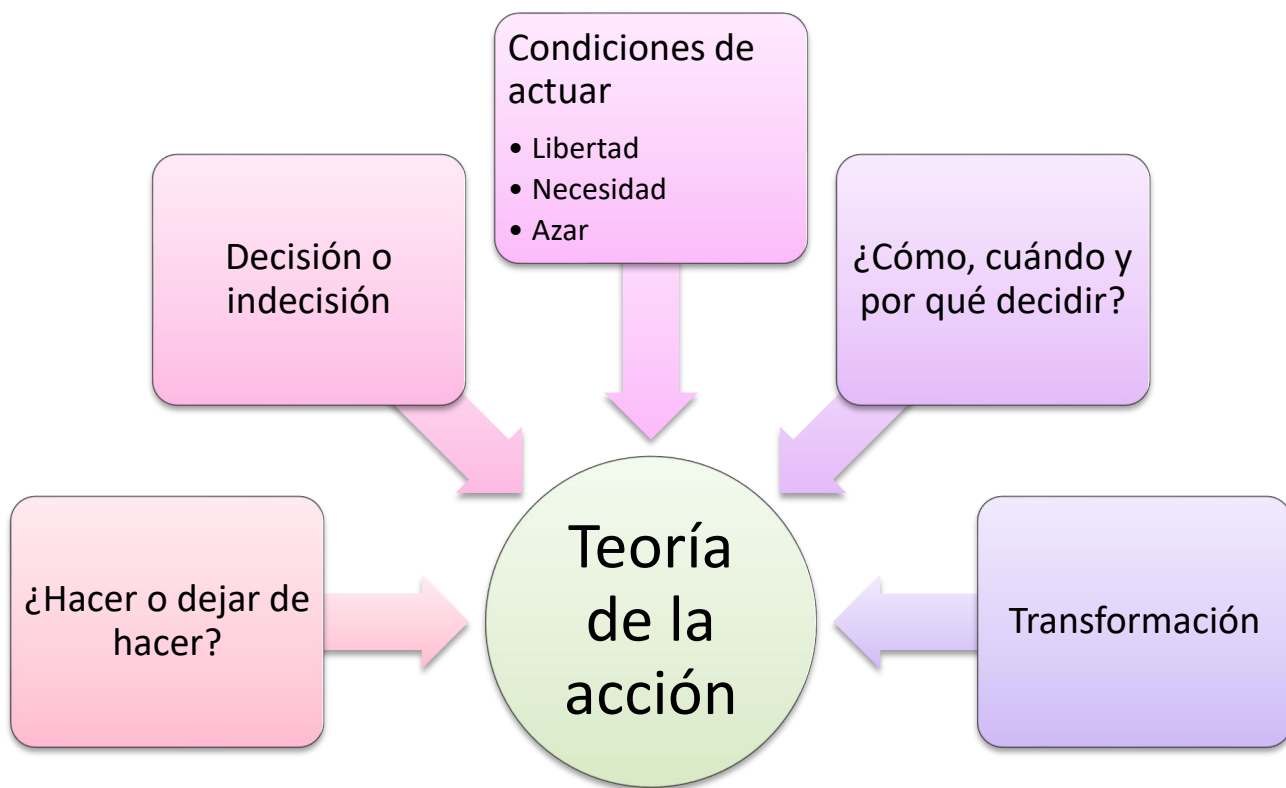 Condiciones de
actuar
• Libertad
• Necesidad
• Azar
Decisión o
indecisión
¿Cómo, cuándo y
por qué decidir?
¿Hacer o dejar de
hacer?
Teoría
de la
acción
Transformación